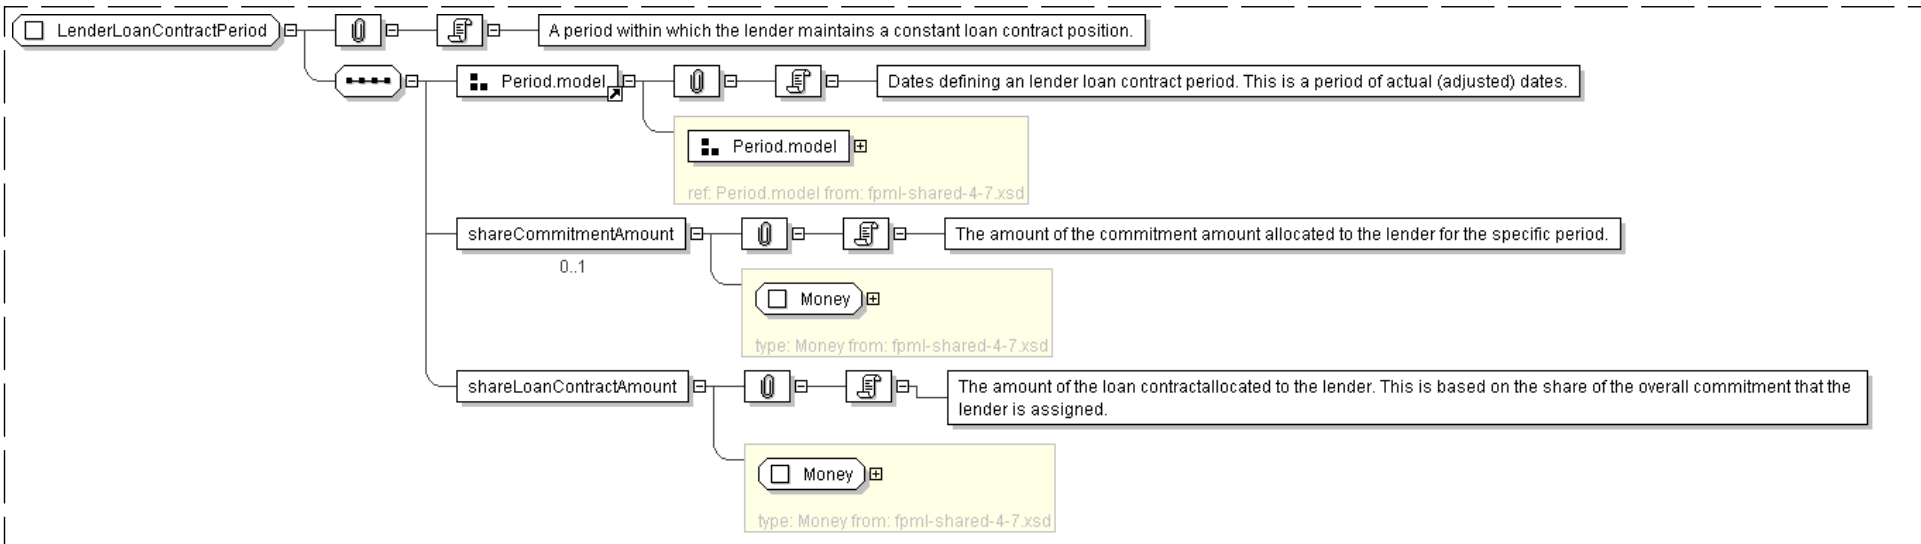 LenderLoanContractPeriod
A period within which the lender maintains a constant loan contract position.
Period.model
Dates defining an lender loan contract period. This is a period of actual (adjusted) dates.
Period.model
ref: Period.model from: fpml-shared-4-7.xsd
shareCommitmentAmount
The amount of the commitment amount allocated to the lender for the specific period.
0..1
Money
type: Money from: fpml-shared-4-7.xsd
shareLoanContractAmount
The amount of the loan contractallocated to the lender. This is based on the share of the overall commitment that the
lender is assigned.
Money
type: Money from: fpml-shared-4-7.xsd